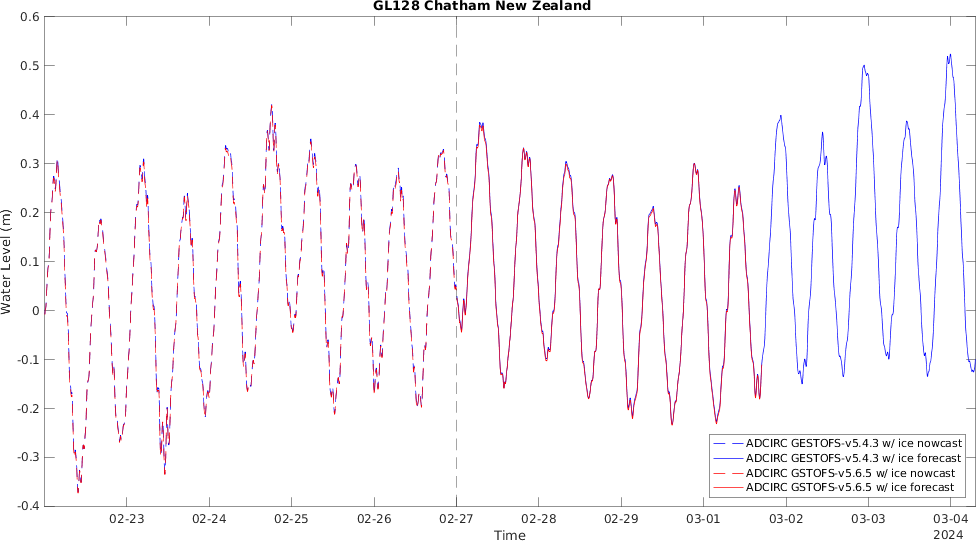 GL128 Chatham New Zealand
0.6
0.5
0.4
0.3
0.2
0.1
0
-0.1
-0.2
-0.3
-0.4
Water Level (m)
ADCIRC GESTOFS-v5.4.3 w/ ice nowcast
ADCIRC GESTOFS-v5.4.3 w/ ice forecast
ADCIRC GSTOFS-v5.6.5 w/ ice nowcast
ADCIRC GSTOFS-v5.6.5 w/ ice forecast
02-23 02-24 02-25 02-26 02-27 02-28 02-29 03-01 03-02 03-03 03-04
Time 2024